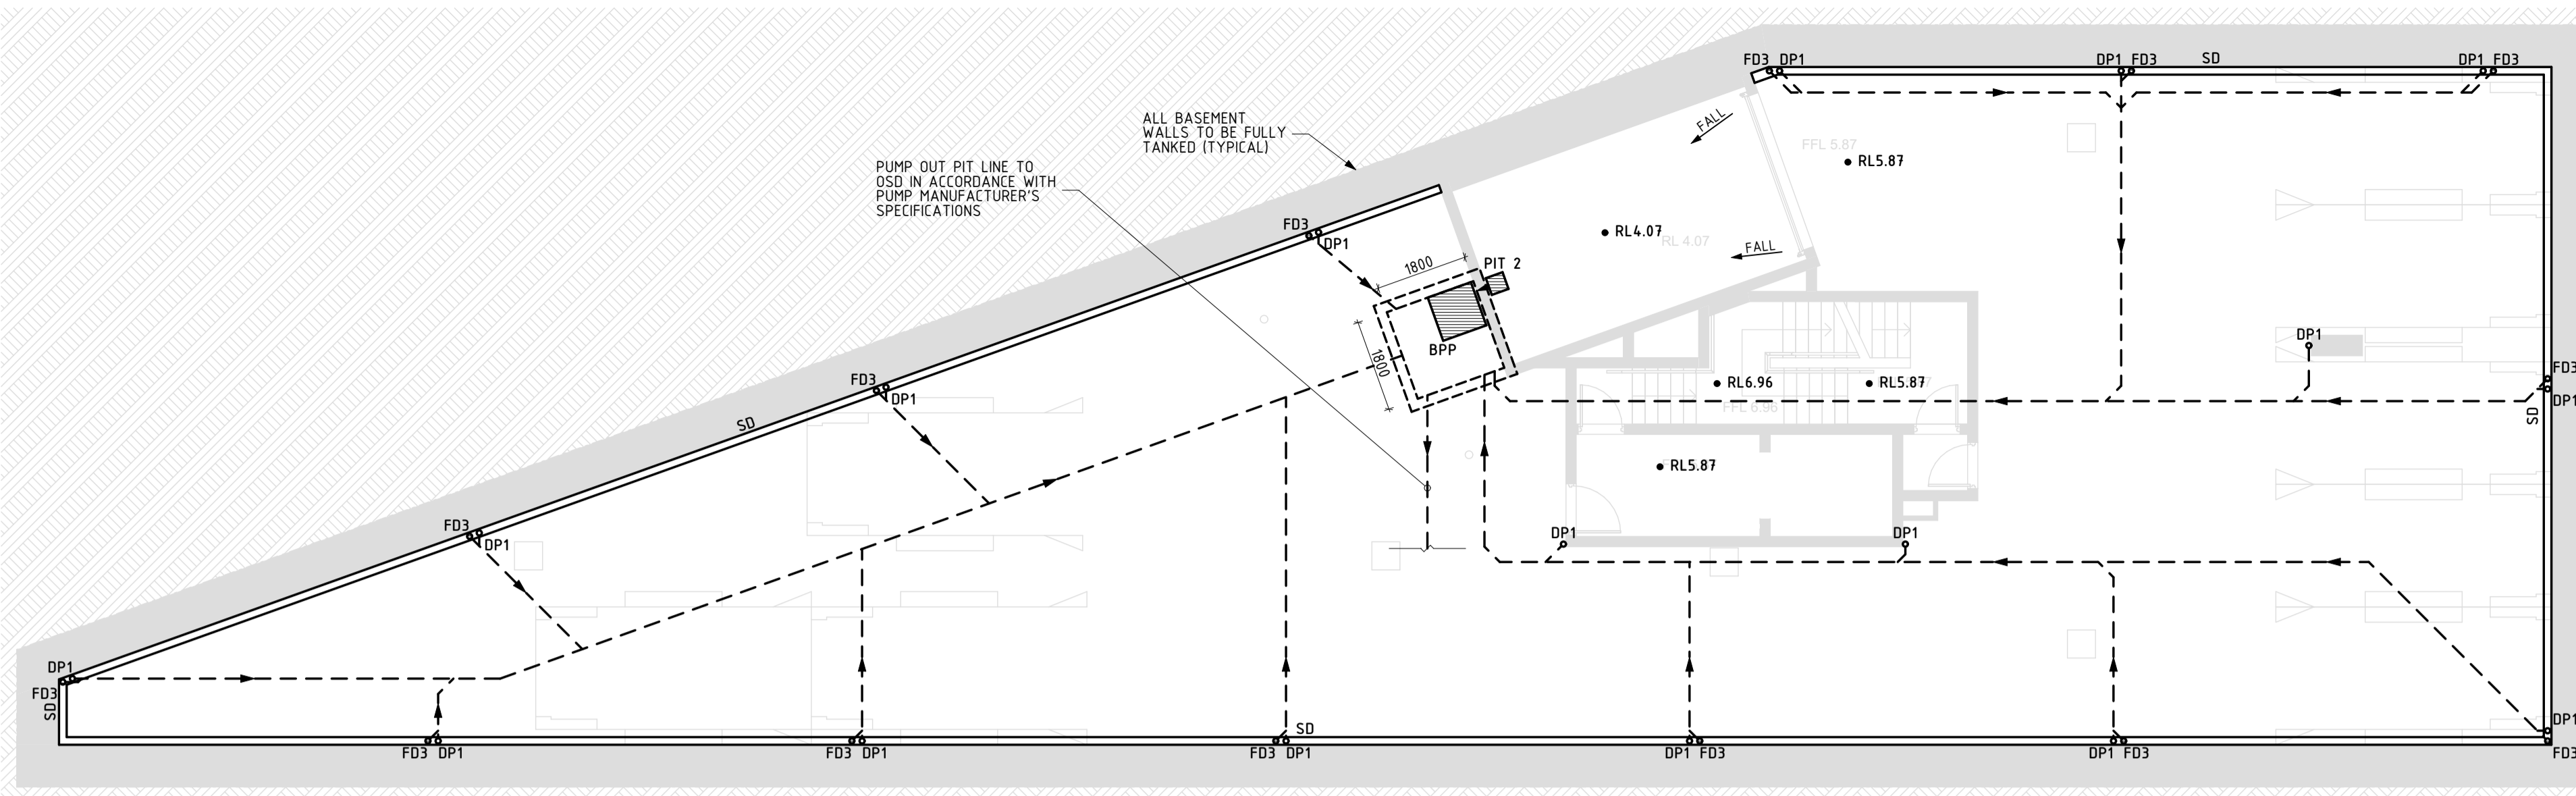 FD3 DP1
DP1 FD3
SD
DP1 FD3
ALL BASEMENT
WALLS TO BE FULLY
TANKED (TYPICAL)
FALL
FFL 5.87
RL5.87
PUMP OUT PIT LINE TO
OSD IN ACCORDANCE WITH
PUMP MANUFACTURER'S
SPECIFICATIONS
FD3
DP1
RL4.07
RL 4.07
FALL
1800
PIT 2
BPP
1800
DP1
FD3
DP1
SD
FD3
DP1
RL6.96
RL5.87
FFL 6.96
SD
RL5.87
FD3
DP1
DP1
DP1
DP1
FD3
SD
DP1
FD3
SD
FD3 DP1
FD3 DP1
FD3 DP1
DP1 FD3
DP1 FD3